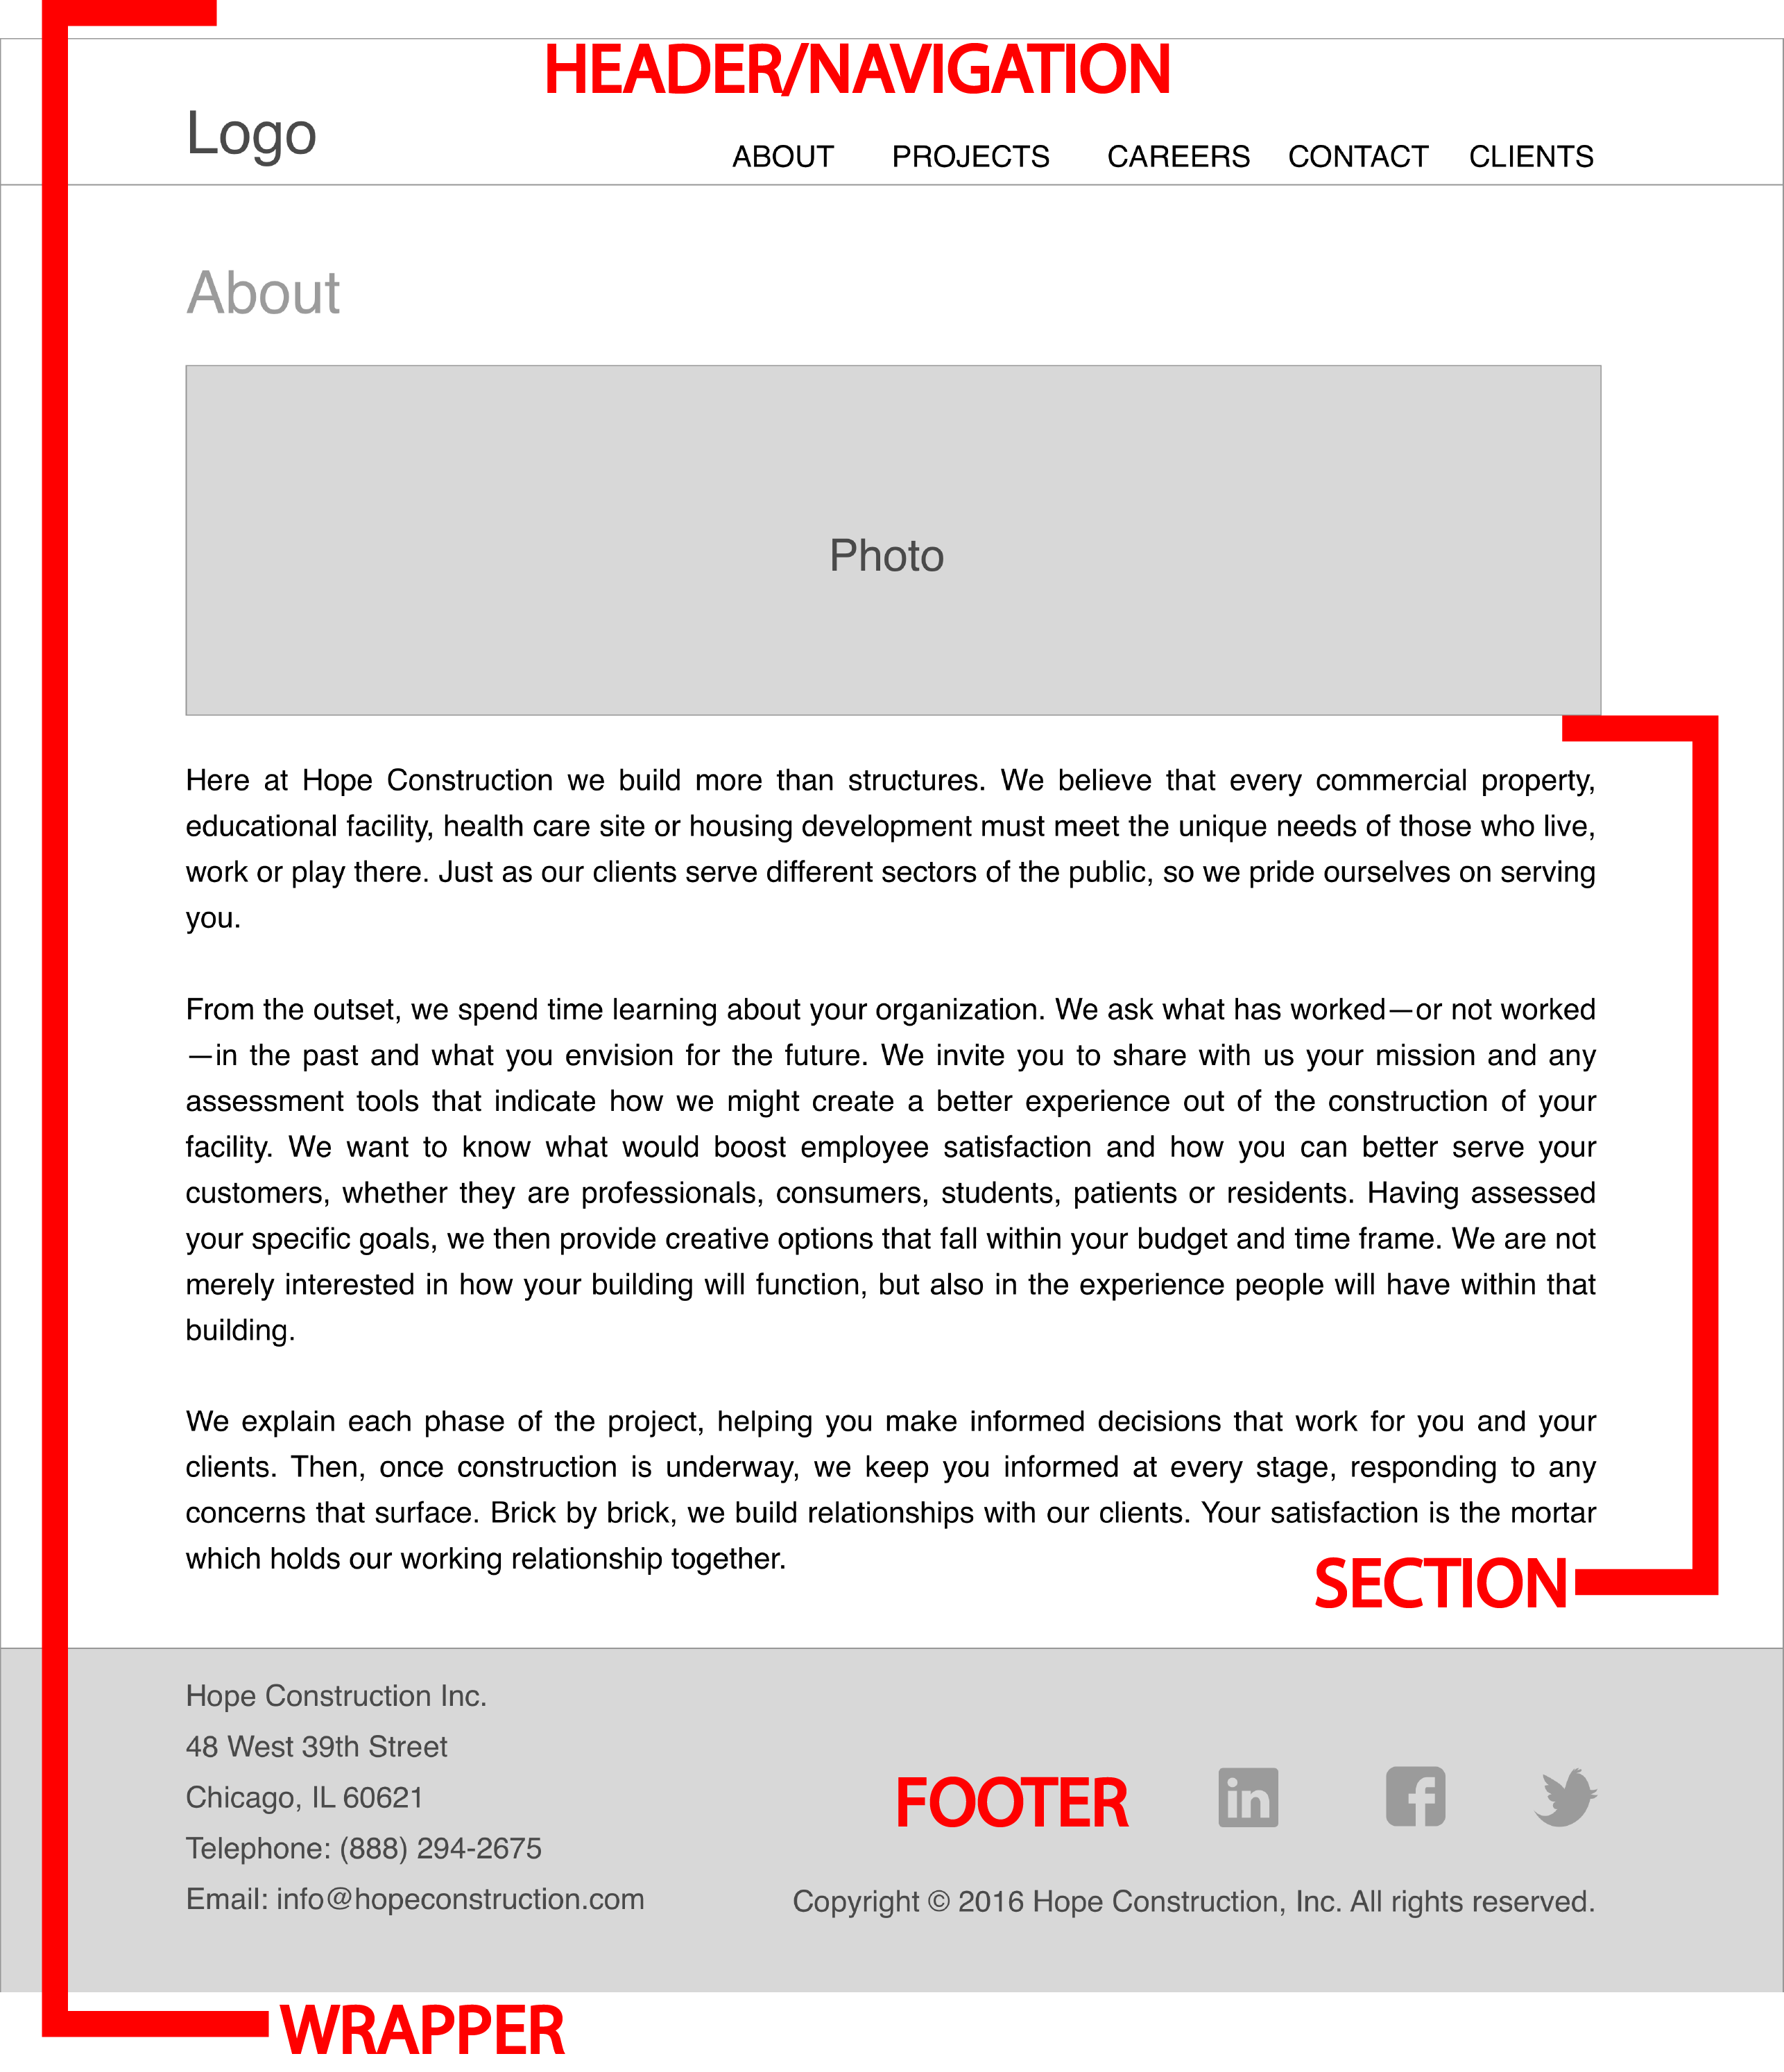 HEADER/NAVIGATION
Logo
ABOUT PROJECTS CAREERS CONTACT CLIENTS
About
Photo
Here at Hope Construction we build more than structures. We believe that every commercial property,
educational facility, health care site or housing development must meet the unique needs of those who live,
work or play there. Just as our clients serve different sectors of the public, so we pride ourselves on serving
you.
From the outset, we spend time learning about your organization. We ask what has worked—or not worked
—in the past and what you envision for the future. We invite you to share with us your mission and any
assessment tools that indicate how we might create a better experience out of the construction of your
facility. We want to know what would boost employee satisfaction and how you can better serve your
customers, whether they are professionals, consumers, students, patients or residents. Having assessed
your specific goals, we then provide creative options that fall within your budget and time frame. We are not
merely interested in how your building will function, but also in the experience people will have within that
building.
We explain each phase of the project, helping you make informed decisions that work for you and your
clients. Then, once construction is underway, we keep you informed at every stage, responding to any
concerns that surface. Brick by brick, we build relationships with our clients. Your satisfaction is the mortar
which holds our working relationship together.
SECTION
Hope Construction Inc.
48 West 39th Street
Chicago, IL 60621
Telephone: (888) 294-2675
Email: info@hopeconstruction.com
FOOTER
in f
Copyright © 2016 Hope Construction, Inc. All rights reserved.
WRAPPER